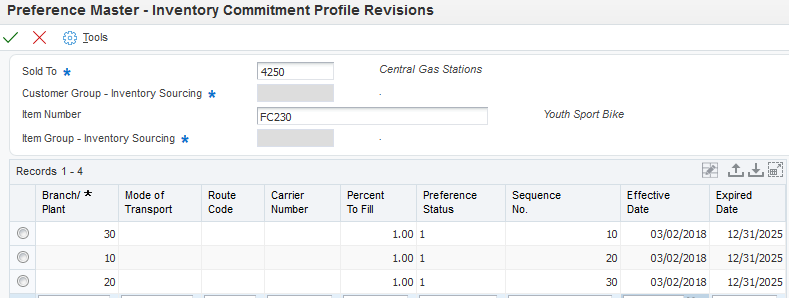 Preference Master - Inventory Commitment Profile Revisions
Tools
Sold To * 4250 Central Gas Stations
Customer Group - Inventory Sourcing * .
Item Number FC230 Youth Sport Bike
Item Group - Inventory Sourcing * .
Records 1 - 4
Branch/ * Mode of Route Carrier Percent Preference Sequence Effective Expired
Plant Transport Code Number To Fill Status No. Date Date
30 1.00 1 10 03/02/2018 12/31/2025
10 1.00 1 20 03/02/2018 12/31/2025
20 1.00 1 30 03/02/2018 12/31/2025